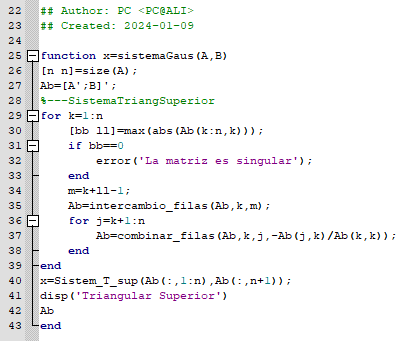 22 ## Author: PC <PC@ALI>
23 ## Created: 2024-01-09
24
25 function x=sistemaGaus(A,B)
26 [n n]=size(A);
27 Ab=[A';B]';
28 %---SistemaTriangSuperior
29 for k=1:n
30     [bb ll]=max(abs(Ab(k:n,k)));
31     if bb==0
32         error('La matriz es singular');
33     end
34     m=k+ll-1;
35     Ab=intercambio_filas(Ab,k,m);
36     for j=k+1:n
37         Ab=combinar_filas(Ab,k,j,-Ab(j,k)/Ab(k,k));
38     end
39 end
40 x=Sistem_T_sup(Ab(:,1:n),Ab(:,n+1));
41 disp('Triangular Superior')
42 Ab
43 end